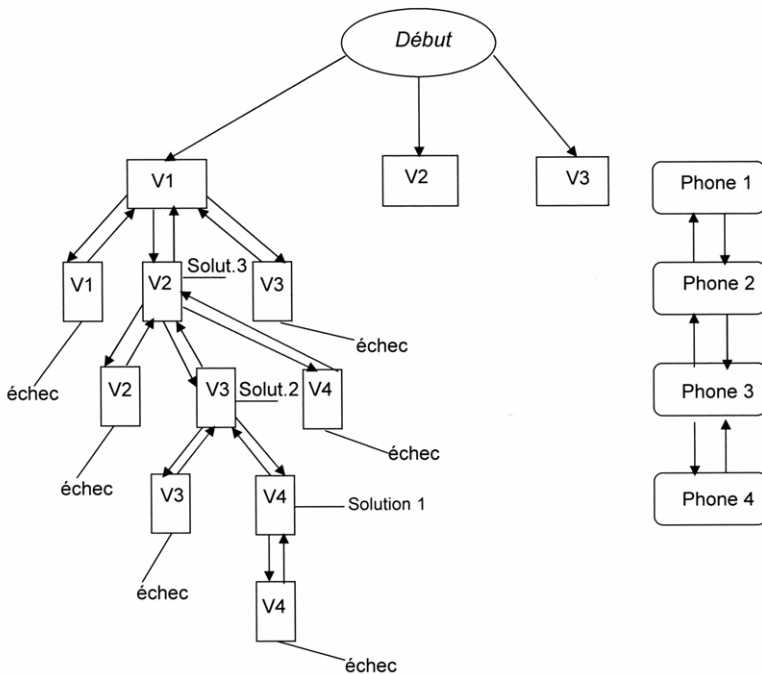 Début
V1
V2
V3
Phone 1
V1
V2
Solut.3
V3
Phone 2
échec
échec
V2
V3
Solut.2
V4
Phone 3
échec
échec
V3
V4
Solution 1
Phone 4
échec
V4
échec